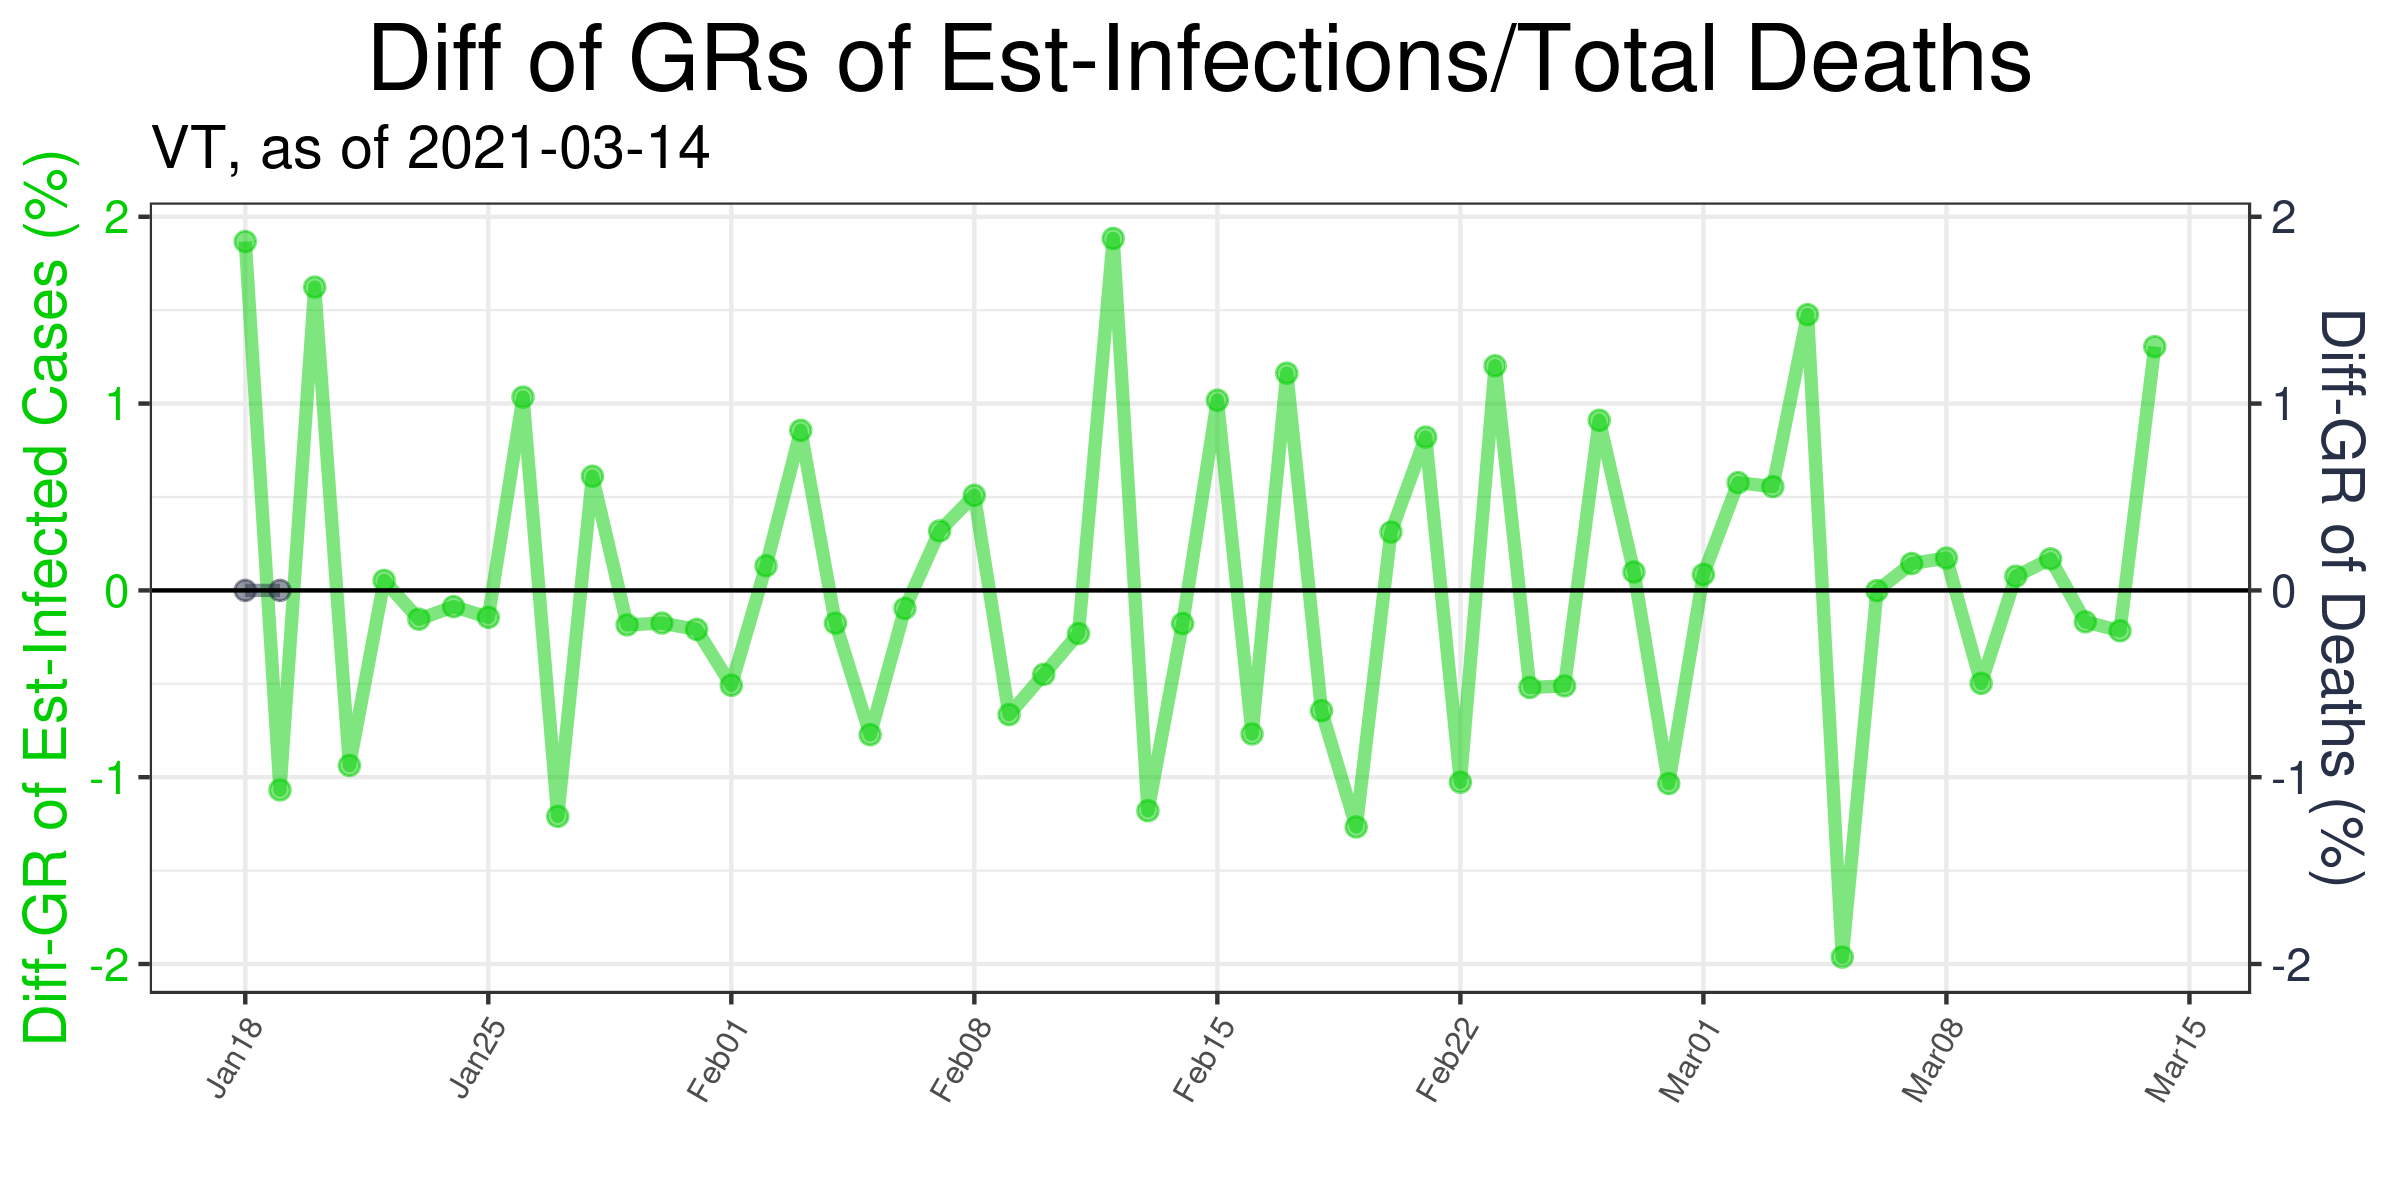 Diff of GRs of Est-Infections/Total Deaths
VT, as of 2021-03-14
Diff-GR of Est-Infected Cases (%)
2
1
0
-1
-2
2
1
0
-1
-2
Diff-GR of Deaths (%)
Jan18
Jan25
Feb01
Feb08
Feb15
Feb22
Mar01
Mar08
Mar15